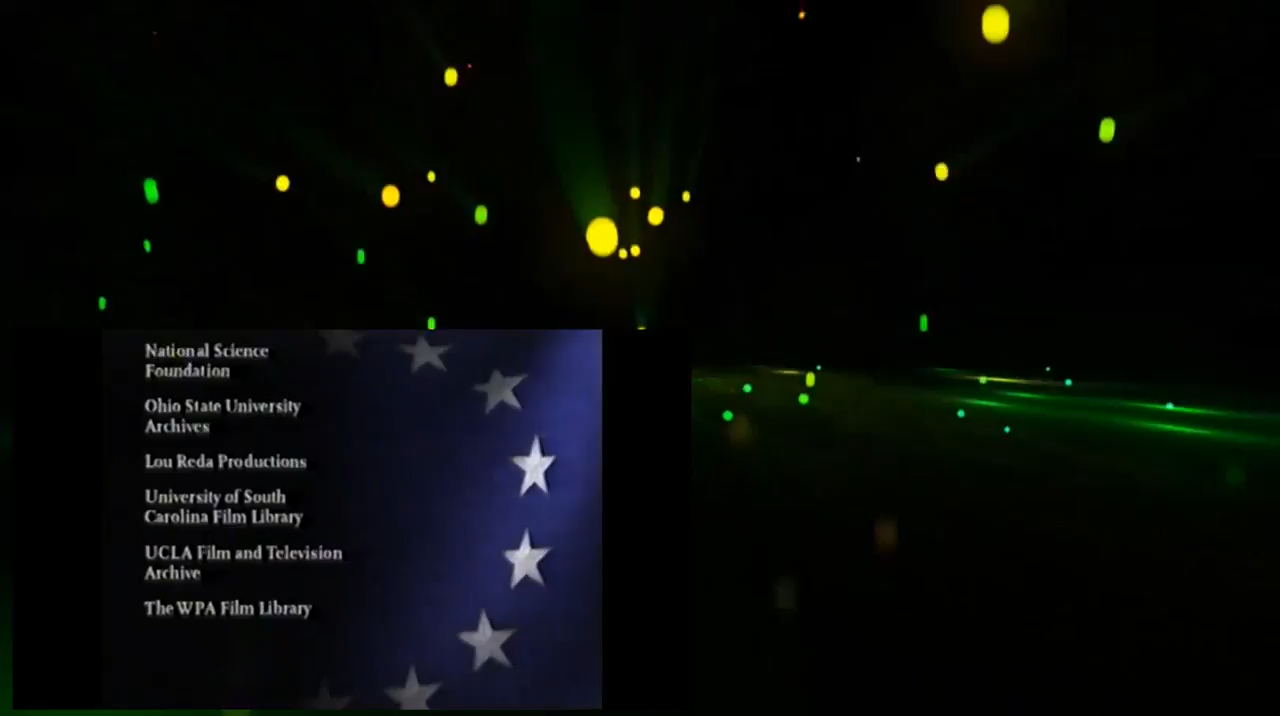 National Science
Foundation
Ohio State University
Archives
Lou Reda Productions
University of South
Carolina Film Library
UCLA Film and Television
Archive
The WPA Film Library